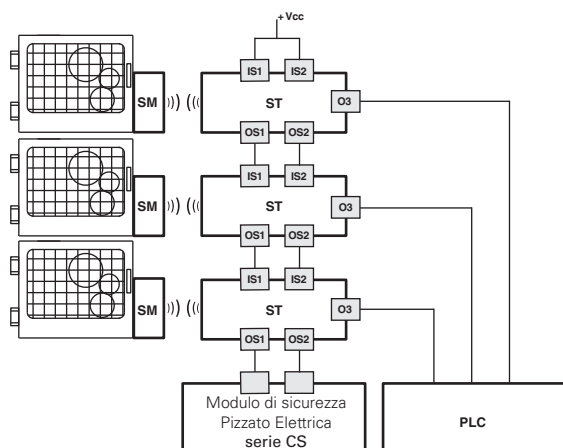 + Vcc
IS1 IS2
SM ST O3
OS1 OS2
IS1 IS2
SM ST O3
OS1 OS2
IS1 IS2
SM ST O3
OS1 OS2
Modulo di sicurezza
Pizzato Elettrica
serie CS
PLC